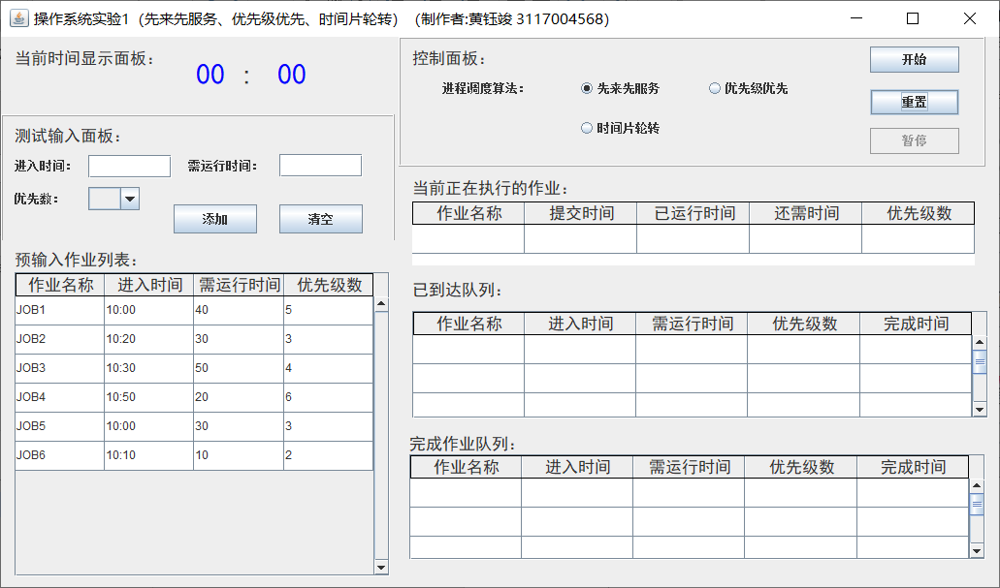 操作系统实验1（先来先服务、优先级优先、时间片轮转）（制作者:黄钰竣 3117004568）
当前时间显示面板：
00 : 00
测试输入面板：
进入时间： 需运行时间：
优先数：
添加 清空
预输入作业列表：
作业名称 进入时间 需运行时间 优先级数
JOB1 10:00 40 5
JOB2 10:20 30 3
JOB3 10:30 50 4
JOB4 10:50 20 6
JOB5 10:00 30 3
JOB6 10:10 10 2
控制面板：
进程调度算法： 先来先服务 优先级优先
时间片轮转
开始
重置
暂停
当前正在执行的作业：
作业名称 提交时间 已运行时间 还需时间 优先级数
已到达队列：
作业名称 进入时间 需运行时间 优先级数 完成时间
完成作业队列：
作业名称 进入时间 需运行时间 优先级数 完成时间